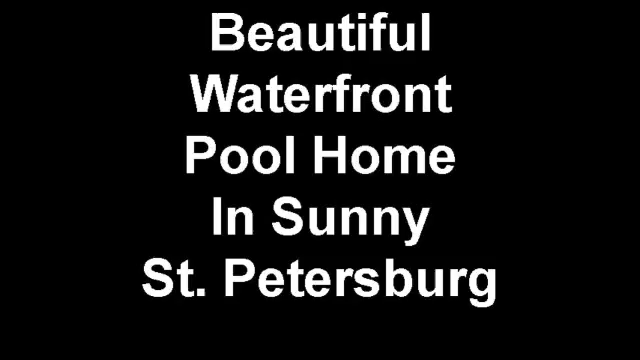 Beautiful
Waterfront
Pool Home
In Sunny
St. Petersburg